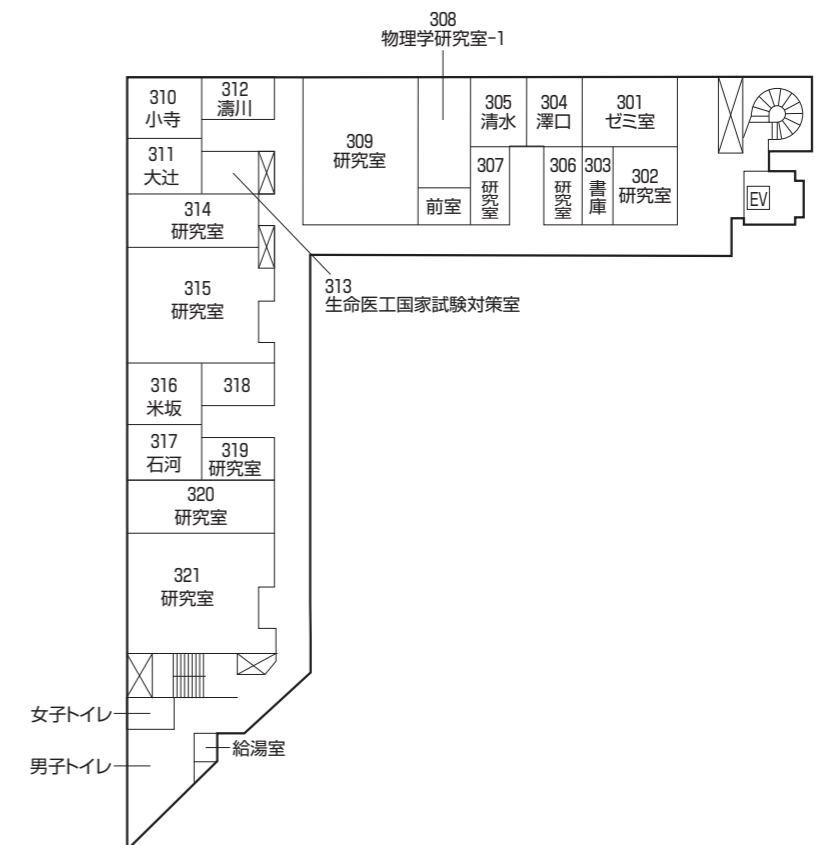 308
物理学研究室-1
310
小寺
312
濤川
309
研究室
305
清水
304
澤口
301
ゼミ室
311
大辻
307
研究室
306
研究室
303
書庫
302
研究室
前室
EV
314
研究室
313
生命医工国家試験対策室
315
研究室
316
米坂
318
317
石河
319
研究室
320
研究室
321
研究室
女子トイレ
給湯室
男子トイレ